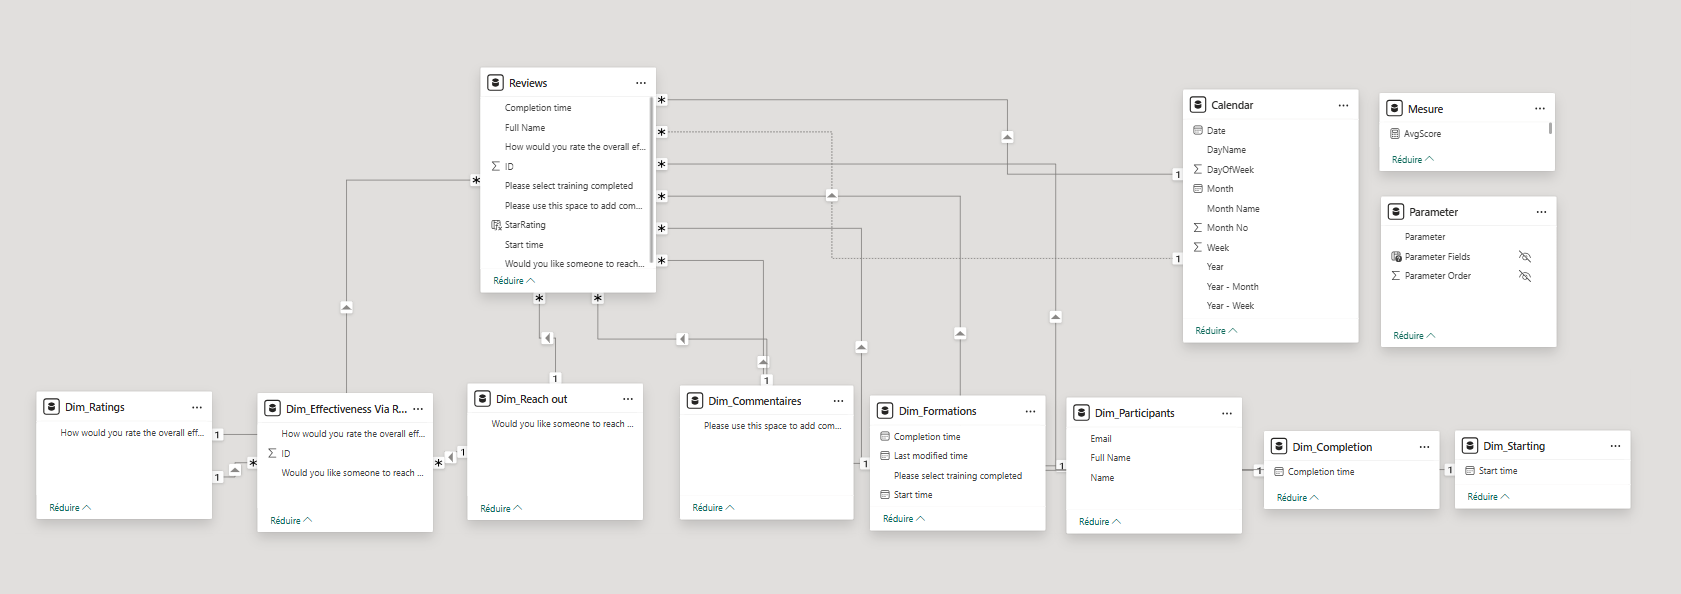 Reviews
Completion time
Full Name
How would you rate the overall ef...
ID
Please select training completed
Please use this space to add com...
StarRating
Start time
Would you like someone to reach...
Réduire
Calendar
Date
DayName
DayOfWeek
Month
Month Name
Month No
Week
Year
Year - Month
Year - Week
Réduire
Mesure
AvgScore
Réduire
Parameter
Parameter
Parameter Fields
Parameter Order
Réduire
Dim_Ratings
How would you rate the overall eff...
Réduire
Dim_Effectiveness Via R...
How would you rate the overall eff...
ID
Would you like someone to reach ...
Réduire
Dim_Reach out
Would you like someone to reach ...
Réduire
Dim_Commentaires
Please use this space to add com...
Réduire
Dim_Formations
Completion time
Last modified time
Please select training completed
Start time
Réduire
Dim_Participants
Email
Full Name
Name
Réduire
Dim_Completion
Completion time
Réduire
Dim_Starting
Start time
Réduire
*
*
*
*
*
*
*
*
*
1
1
1
1
1
*
*
1
1
1
1
1
1